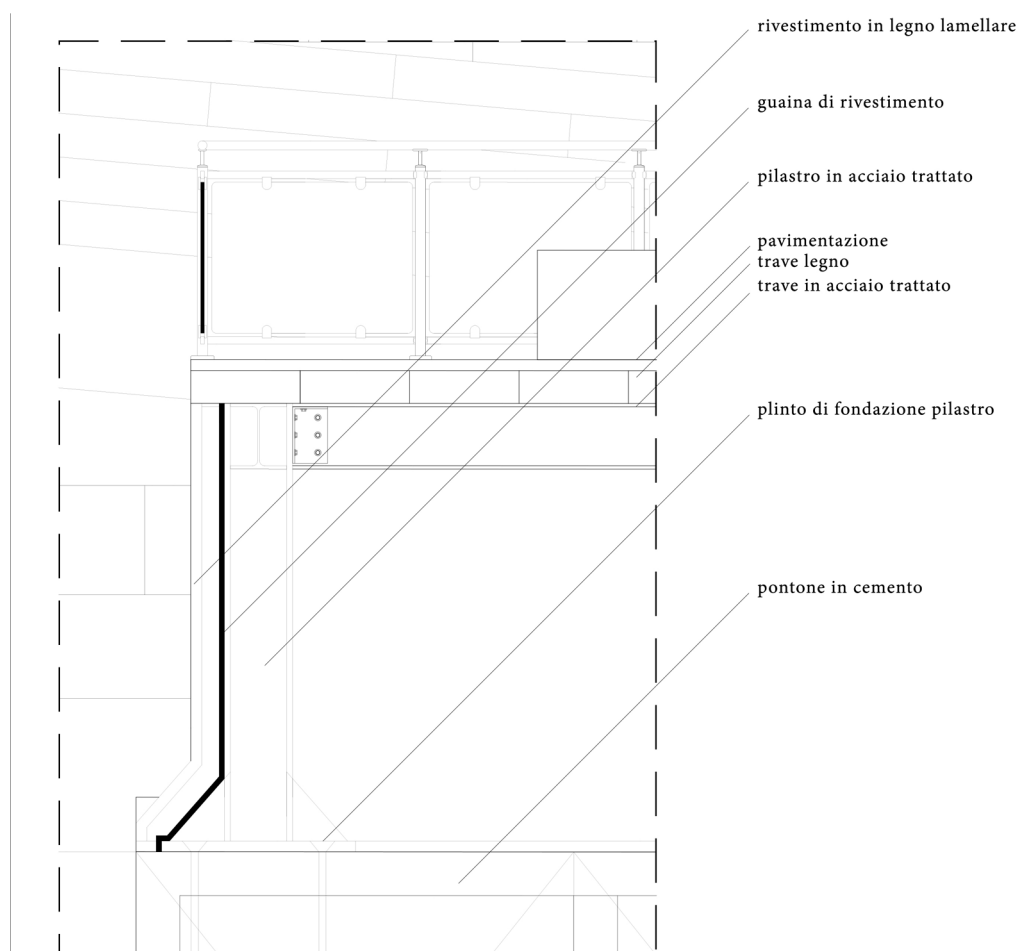 rivestimento in legno lamellare
guaina di rivestimento
pilastro in acciaio trattato
pavimentazione
trave legno
trave in acciaio trattato
plinto di fondazione pilastro
pontone in cemento